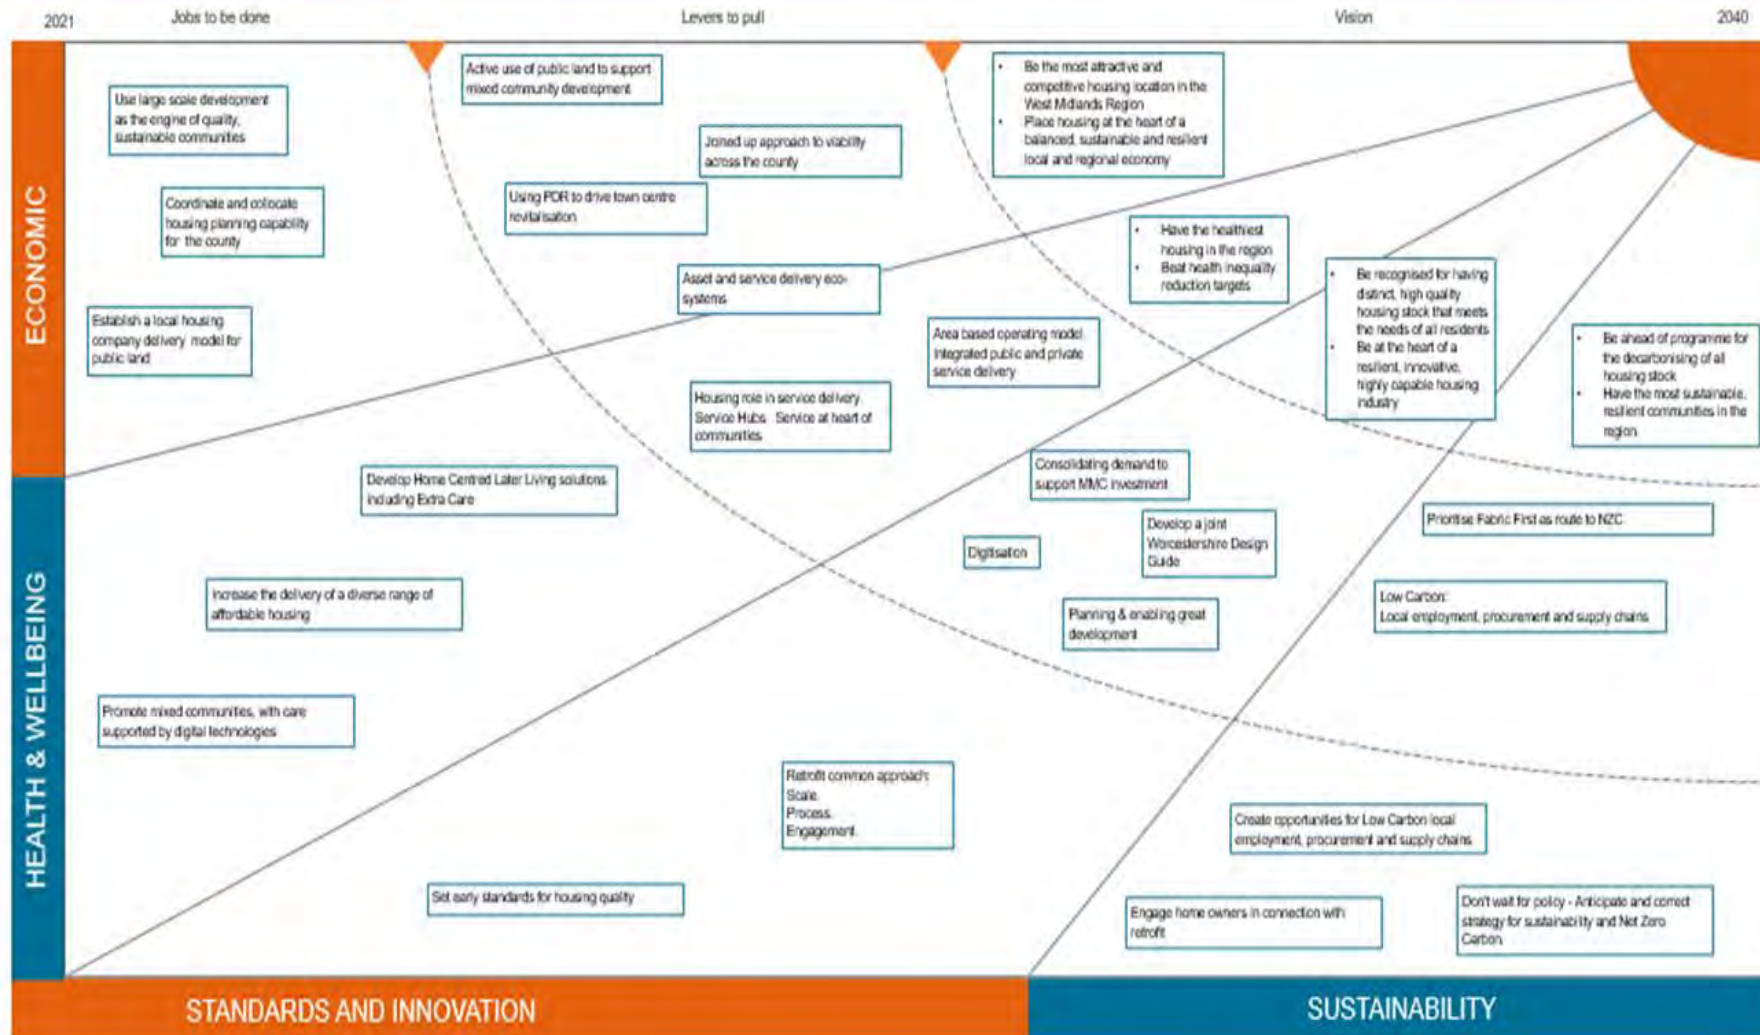 2021
Jobs to be done
Levers to pull
Vision
2040
ECONOMIC
HEALTH & WELLBEING
Use large scale development
as the engine of quality,
sustainable communities
Coordinate and collocate
housing planning capability
for the county
Establish a local housing
company delivery model for
public land
Active use of public land to support
mixed community development
Joined up approach to viability
across the county
Using PDR to drive town centre
revitalisation
Asset and service delivery eco-
systems
• Be the most attractive and
competitive housing location in the
West Midlands Region
• Place housing at the heart of a
balanced, sustainable and resilient
local and regional economy
• Have the healthiest
housing in the region
• Beat health inequality
reduction targets
• Be recognised for having
distinct, high quality
housing stock that meets
the needs of all residents
• Be at the heart of a
resilient, innovative,
highly capable housing
industry
• Be ahead of programme for
the decarbonising of all
housing stock
• Have the most sustainable,
resilient communities in the
region.
Area based operating model
Integrated public and private
service delivery
Housing role in service delivery
Service Hubs. Service at heart of
communities
Develop Home Centred Later Living solutions
including Extra Care
Increase the delivery of a diverse range of
affordable housing
Promote mixed communities, with care
supported by digital technologies
Consolidating demand to
support MMC investment
Digitisation
Develop a joint
Worcestershire Design
Guide
Planning & enabling great
development
Prioritise Fabric First as route to NZC
Low Carbon:
Local employment, procurement and supply chains
Retrofit common approach:
Scale.
Process.
Engagement.
Set early standards for housing quality
Create opportunities for Low Carbon local
employment, procurement and supply chains
Engage home owners in connection with
retrofit
Don't wait for policy - Anticipate and correct
strategy for sustainability and Net Zero
Carbon.
STANDARDS AND INNOVATION
SUSTAINABILITY